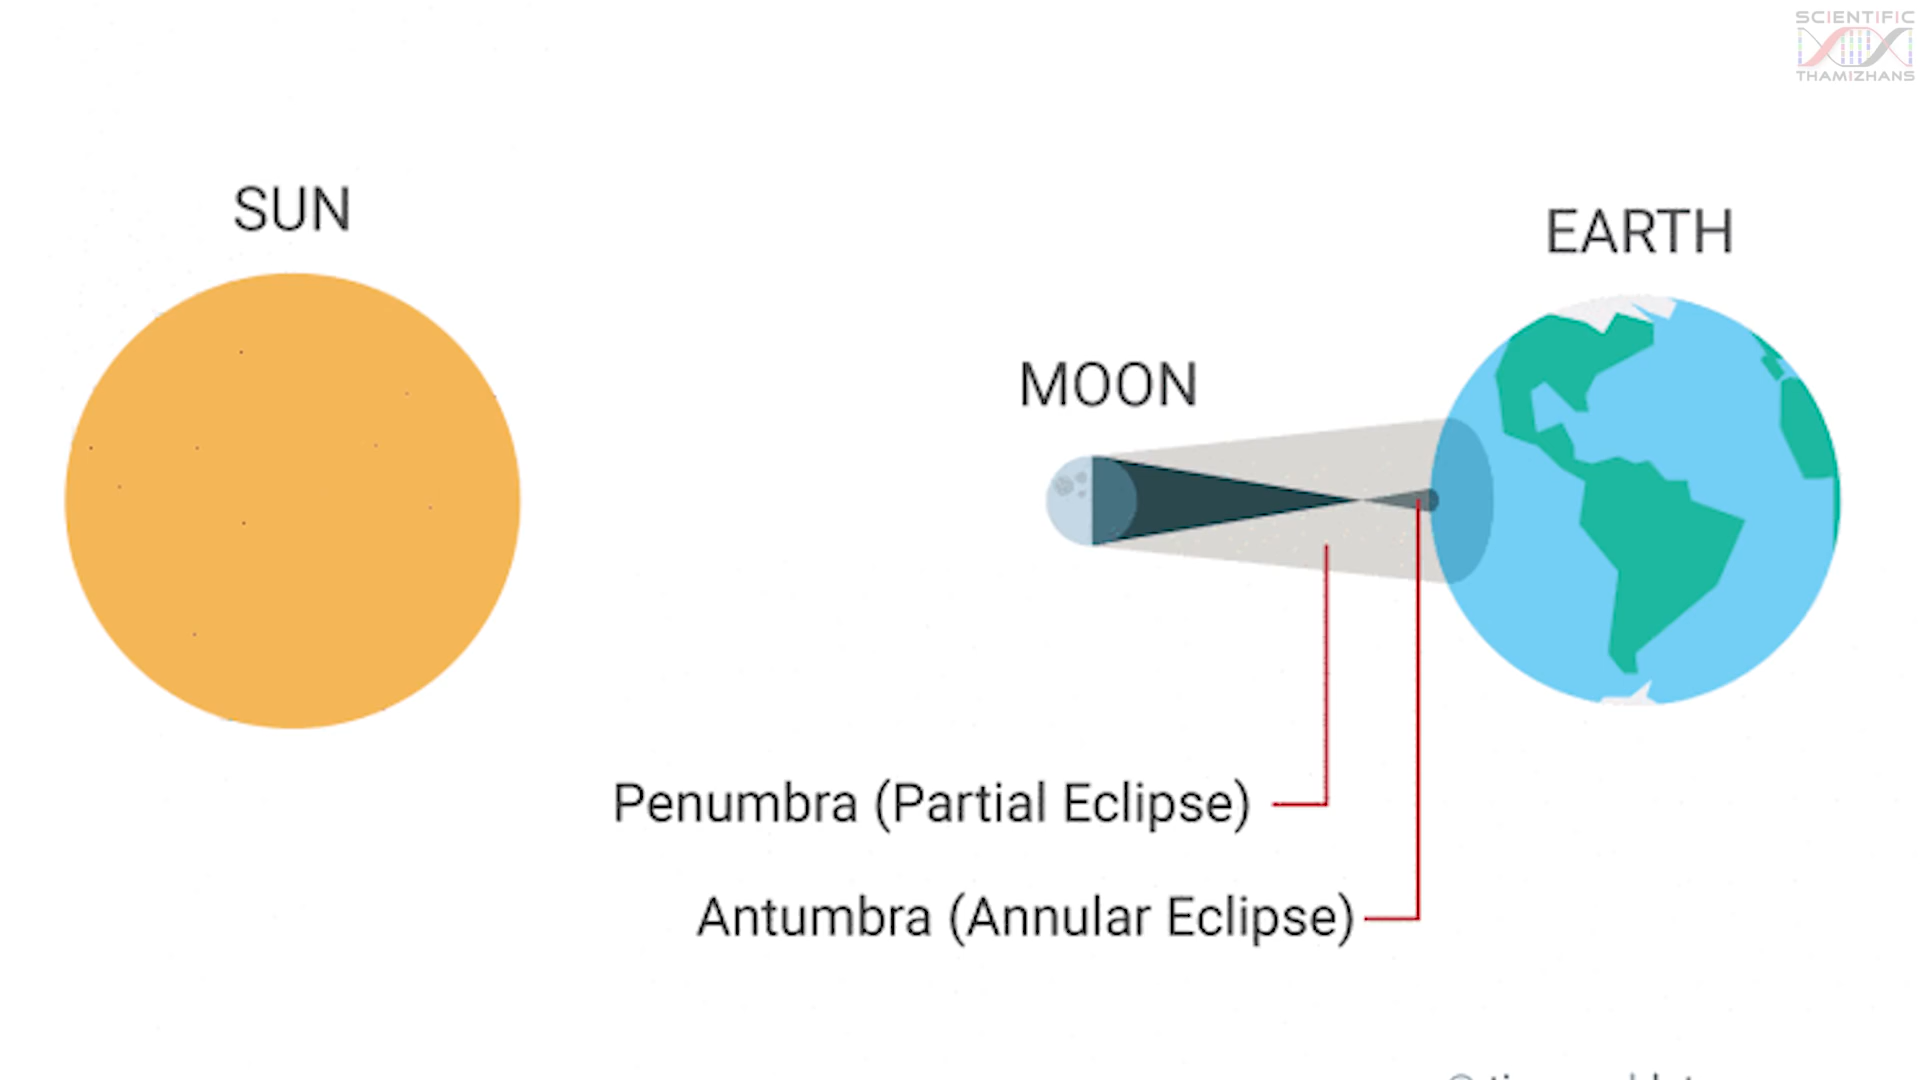 SCIENTIFIC
THAMIZHANS
SUN
EARTH
MOON
Penumbra (Partial Eclipse)
Antumbra (Annular Eclipse)